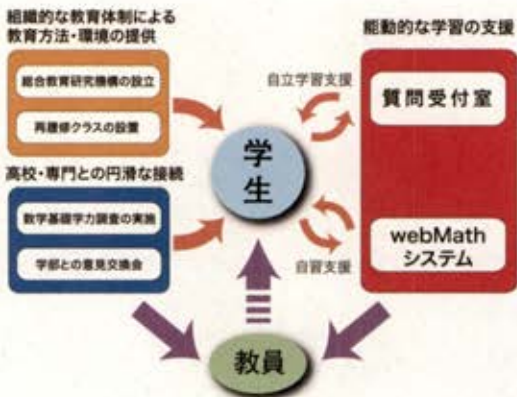 組織的な教育体制による
教育方法・環境の提供
総合教育研究機構の設立
再履修クラスの設置
高校・専門との円滑な接続
数学基礎学力調査の実施
学部との意見交換会
能動的な学習の支援
質問受付室
webMath
システム
自立学習支援
自習支援
学
生
教員